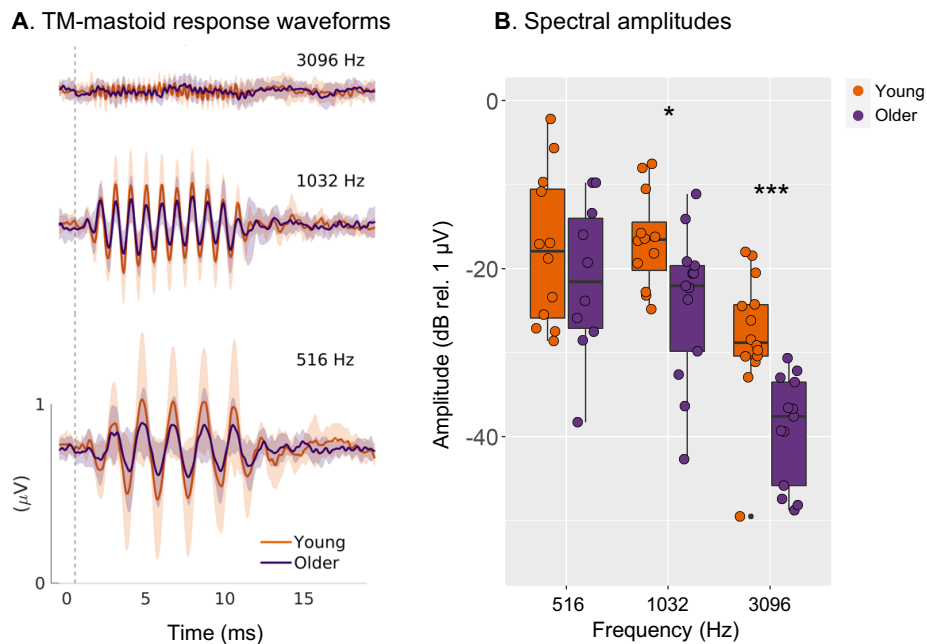 A. TM-mastoid response waveforms
3096 Hz
1032 Hz
516 Hz
1
(μV)
0
Young
Older
0 5 10 15
Time (ms)
B. Spectral amplitudes
Young
Older
*
***
0
-20
-40
Amplitude (dB rel. 1 μV)
516 1032 3096
Frequency (Hz)